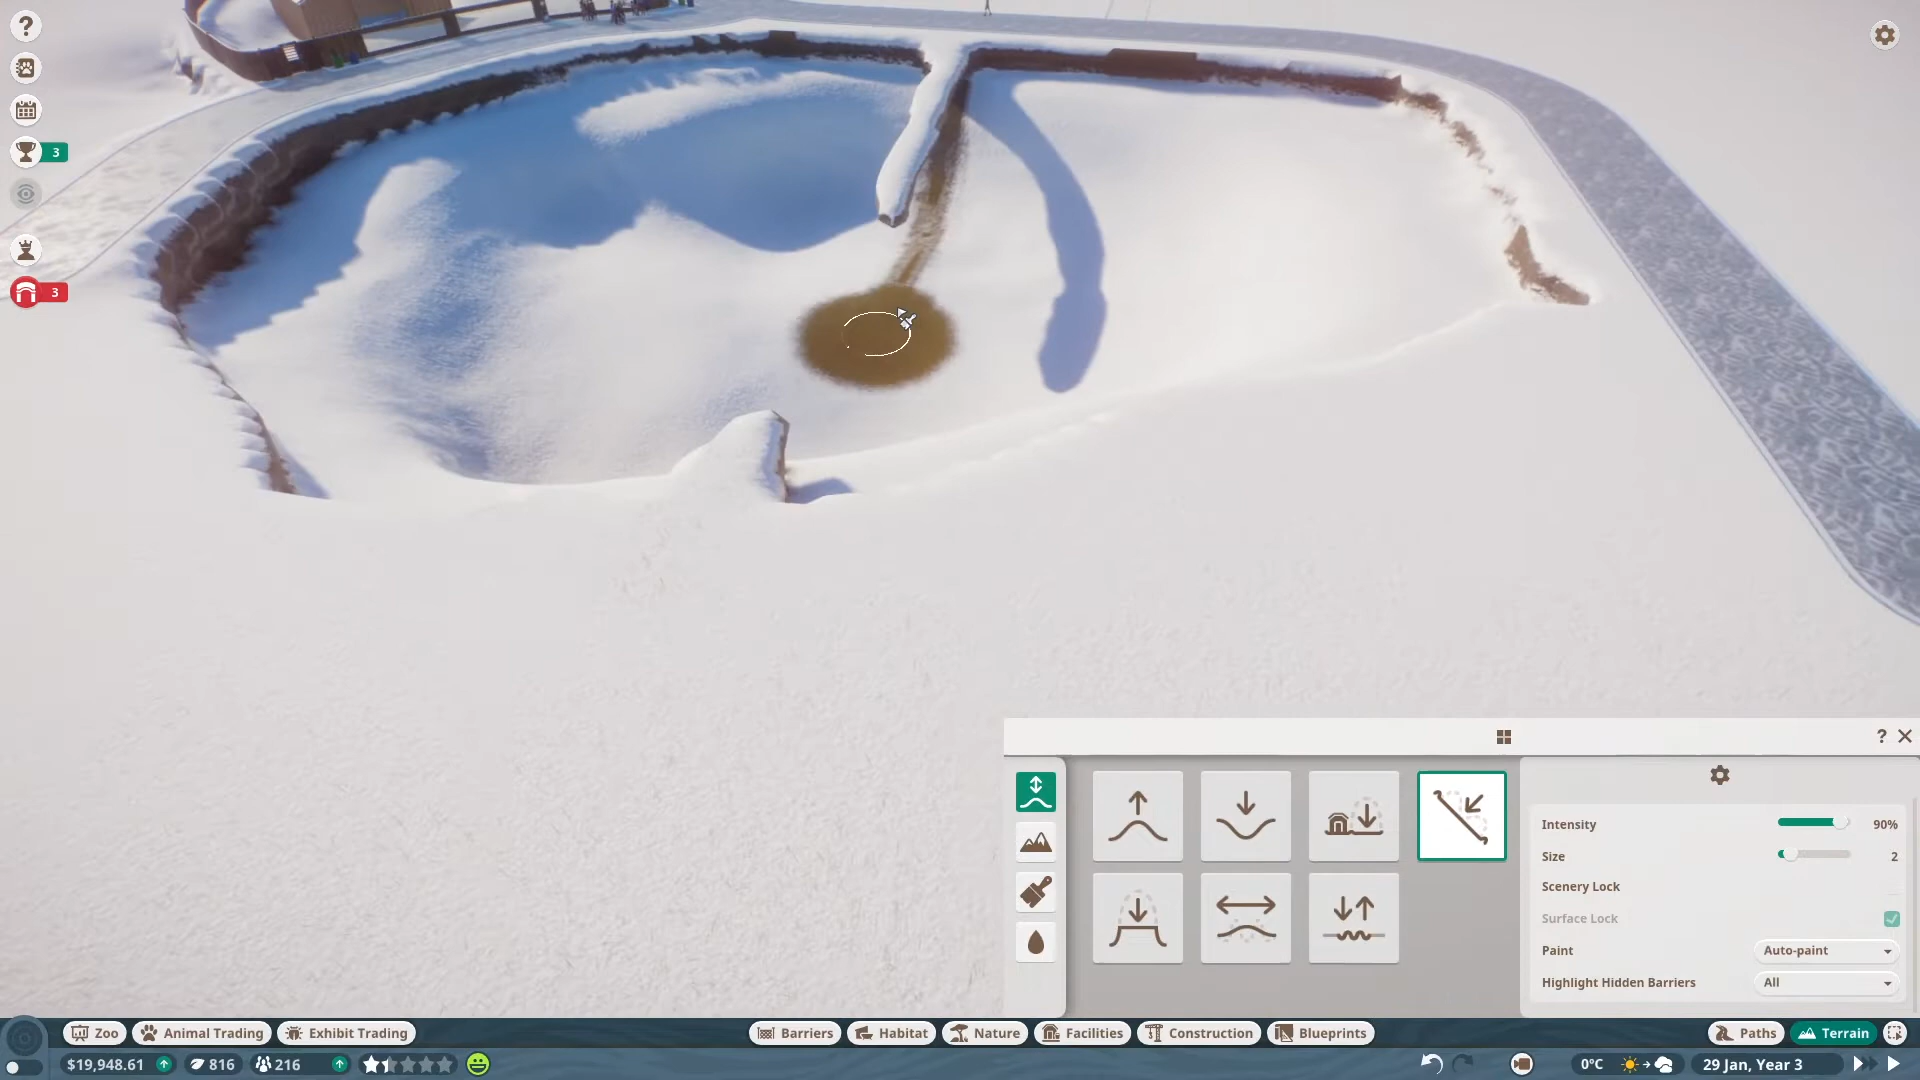 ?
3
3
?
Intensity 90%
Size 2
Scenery Lock
Surface Lock
Paint Auto-paint
Highlight Hidden Barriers All
Zoo Animal Trading Exhibit Trading Barriers Habitat Nature Facilities Construction Blueprints Paths Terrain
$19,948.61 816 216 0°C 29 Jan, Year 3